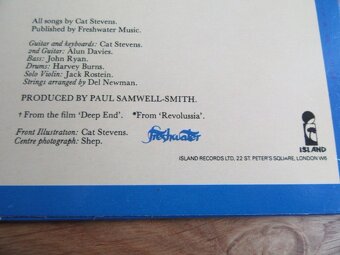 All songs by Cat Stevens.
Published by Freshwater Music.
Guitar and keyboards: Cat Stevens.
2nd Guitar: Alun Davies.
Bass: John Ryan.
Drums: Harvey Burns.
Solo Violin: Jack Rostein.
Strings arranged by Del Newman.
PRODUCED BY PAUL SAMWELL-SMITH.
† From the film 'Deep End'. *From 'Revolussia'.
Front Illustration: Cat Stevens.
Centre photograph: Shep.
freshwater
ISLAND
ISLAND RECORDS LTD. 22 ST. PETER'S SQUARE, LONDON W6